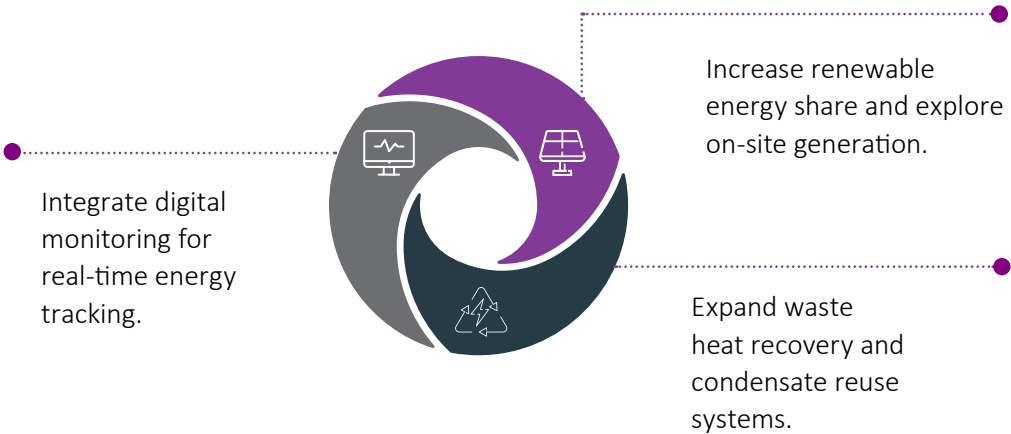 Increase renewable
energy share and explore
on-site generation.
Integrate digital
monitoring for
real-time energy
tracking.
Expand waste
heat recovery and
condensate reuse
systems.